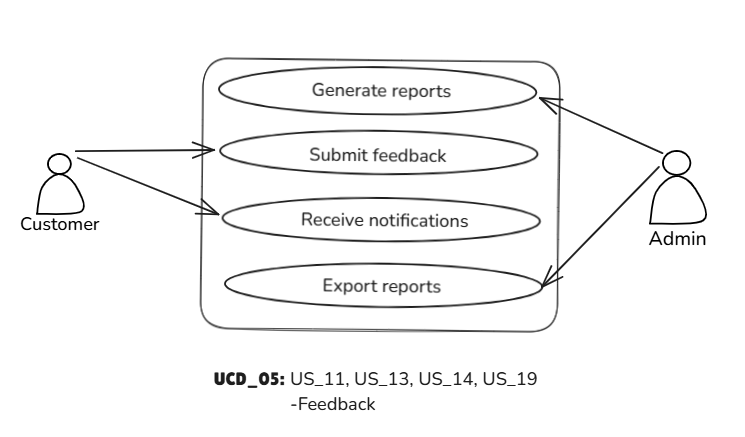 Generate reports
Submit feedback
Receive notifications
Export reports
Customer
Admin
UCD_05: US_11, US_13, US_14, US_19
-Feedback